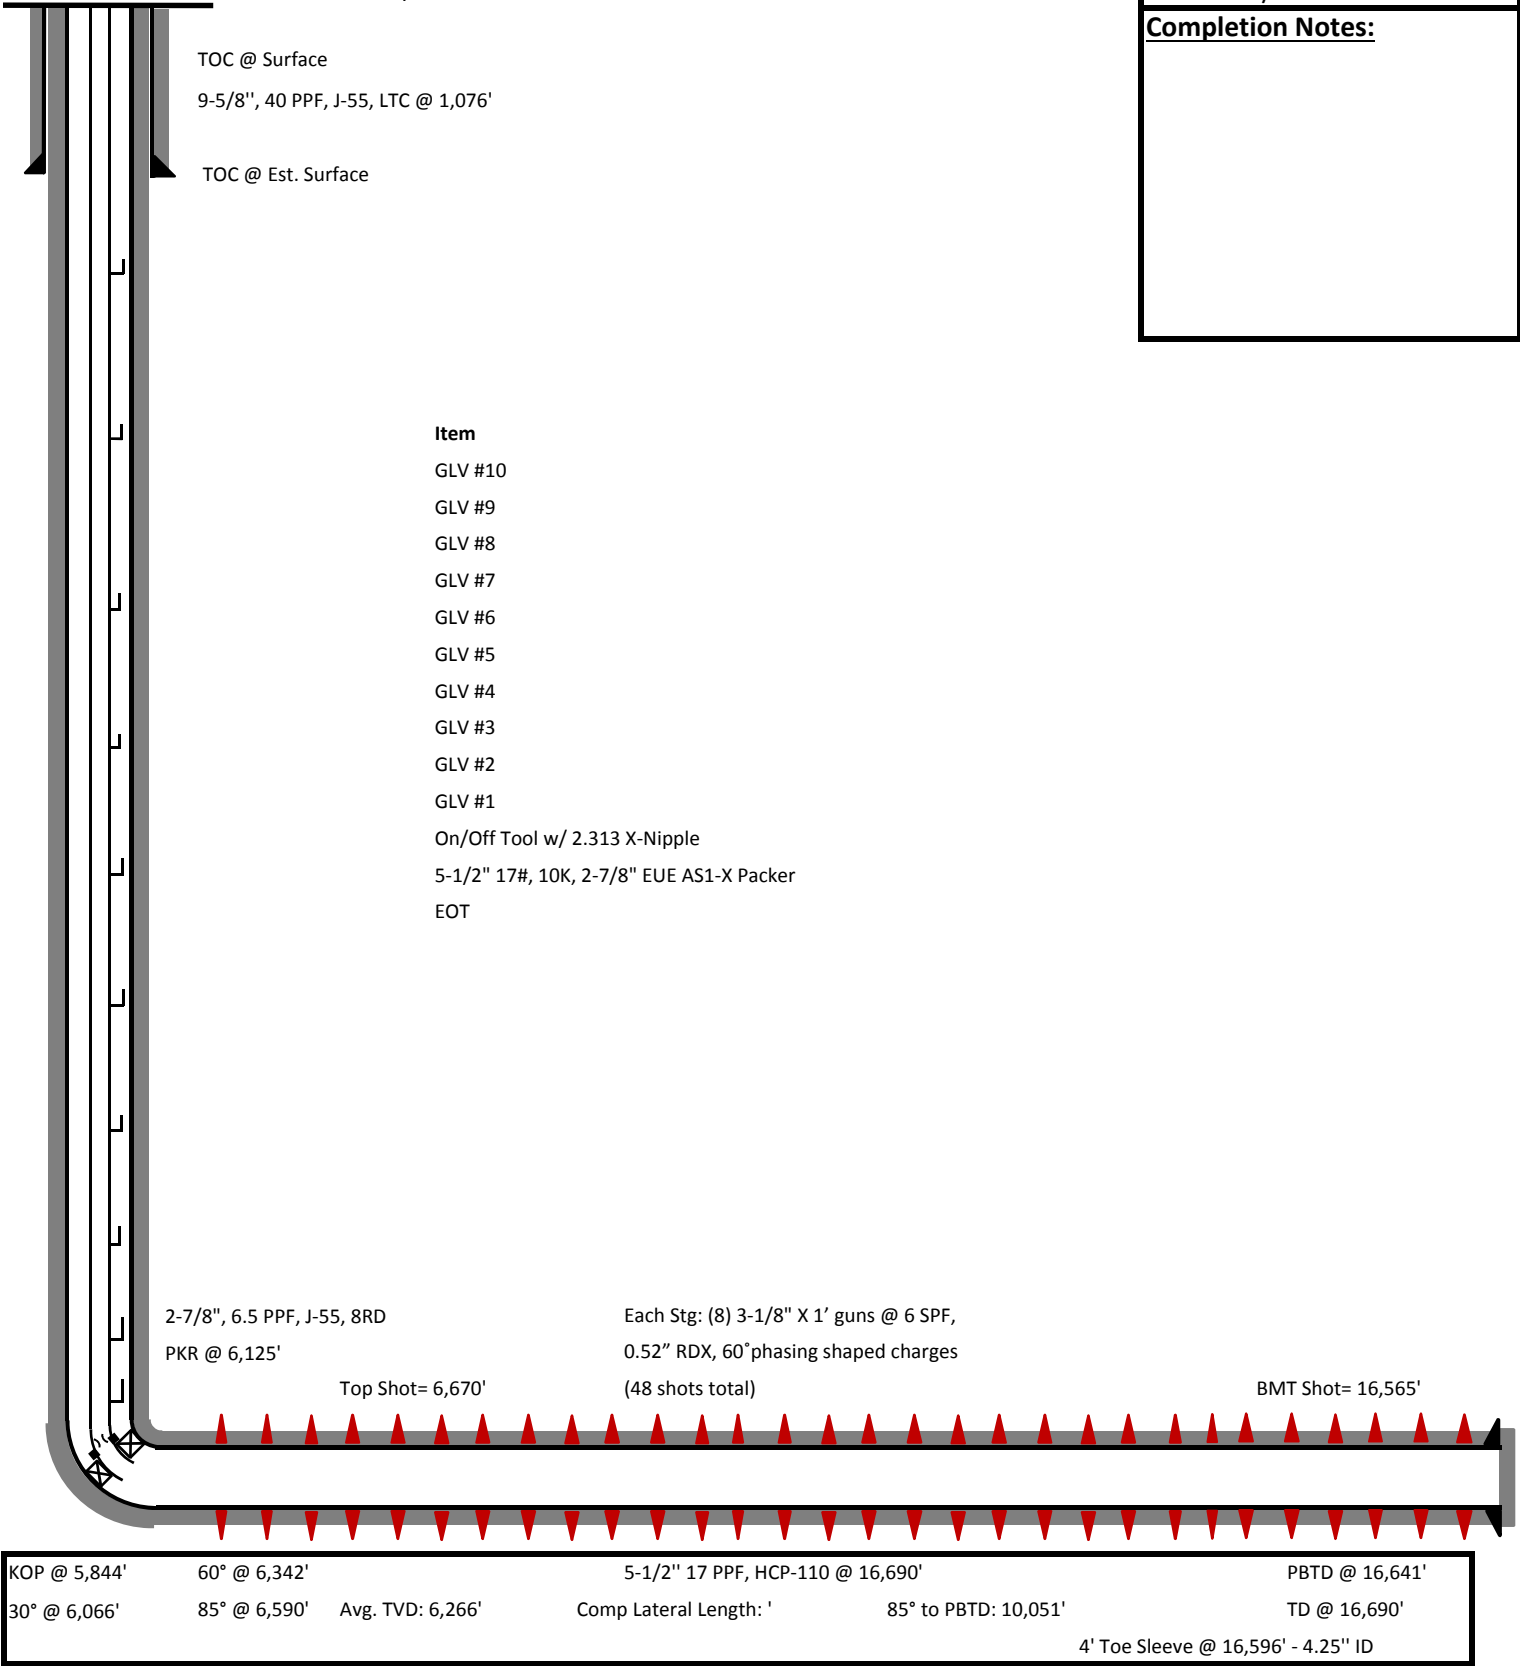 Completion Notes:
TOC @ Surface
9-5/8'', 40 PPF, J-55, LTC @ 1,076'
TOC @ Est. Surface
Item
GLV #10
GLV #9
GLV #8
GLV #7
GLV #6
GLV #5
GLV #4
GLV #3
GLV #2
GLV #1
On/Off Tool w/ 2.313 X-Nipple
5-1/2" 17#, 10K, 2-7/8" EUE AS1-X Packer
EOT
2-7/8", 6.5 PPF, J-55, 8RD
PKR @ 6,125'
Each Stg: (8) 3-1/8" X 1’ guns @ 6 SPF,
0.52” RDX, 60˚phasing shaped charges
(48 shots total)
Top Shot= 6,670'
BMT Shot= 16,565'
KOP @ 5,844' 60° @ 6,342' 5-1/2'' 17 PPF, HCP-110 @ 16,690' PBTD @ 16,641'
30° @ 6,066' 85° @ 6,590' Avg. TVD: 6,266' Comp Lateral Length: ' 85° to PBTD: 10,051' TD @ 16,690'
4' Toe Sleeve @ 16,596' - 4.25'' ID